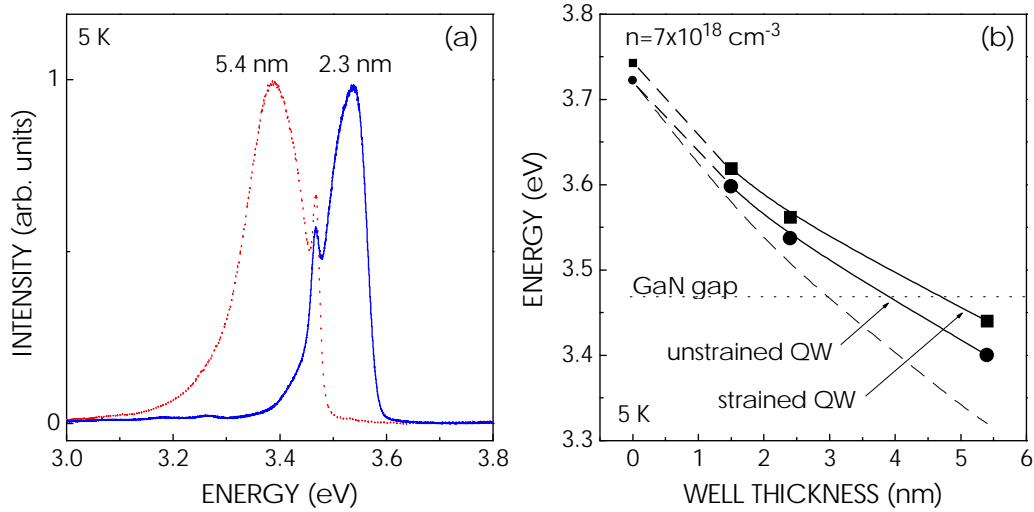 5 K
(a)
5.4 nm
2.3 nm
1
0
INTENSITY (arb. units)
3.0
3.2
3.4
3.6
3.8
ENERGY (eV)
n=7x10¹⁸ cm⁻³
(b)
3.8
3.7
3.6
3.5
3.4
3.3
ENERGY (eV)
GaN gap
unstrained QW
strained QW
5 K
0
1
2
3
4
5
6
WELL THICKNESS (nm)